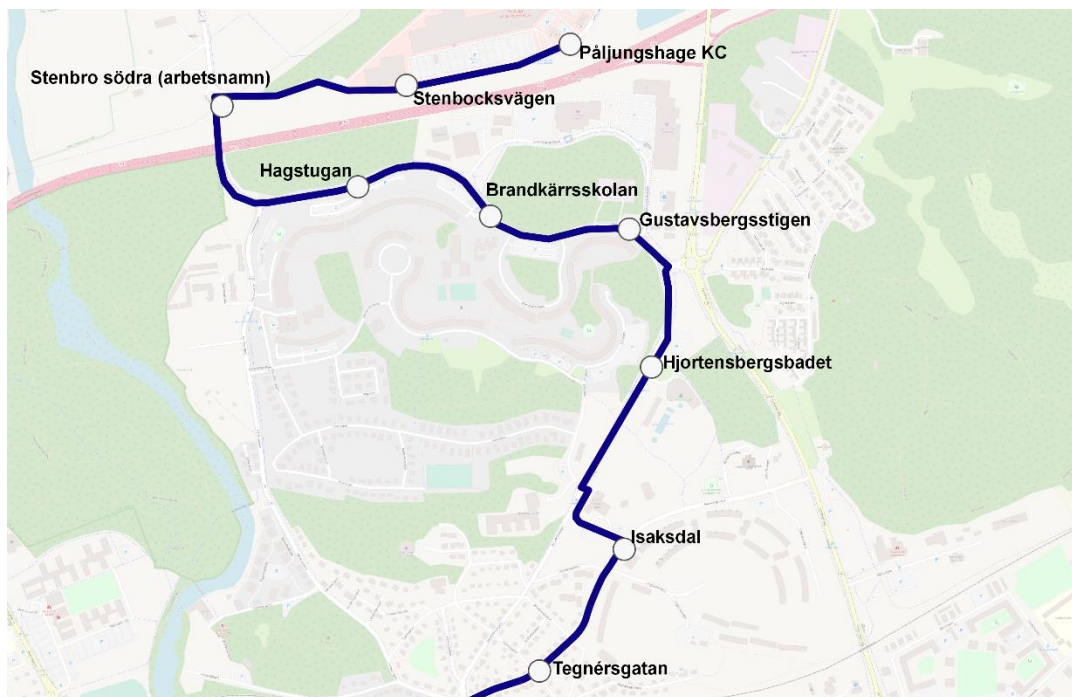 Påljungshage KC
Stenbro södra (arbetsnamn)
Stenbocksvägen
Hagstugan
Brandkärrsskolan
Gustavsbergsstigen
Hjortensbergsbadet
Isaksdal
Tegnérsgatan